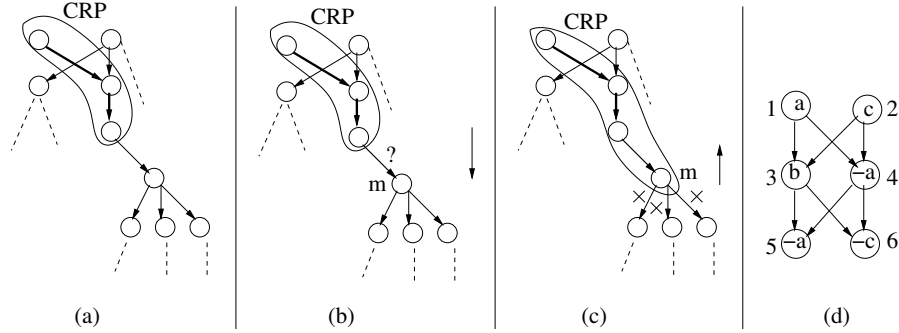 CRP
(a)
CRP
?
m
(b)
CRP
m
(c)
1 a c 2
3 b −a 4
5 −a −c 6
(d)